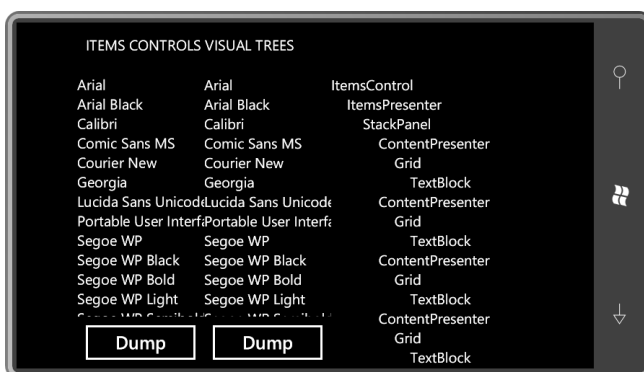 ITEMS CONTROLS VISUAL TREES
Arial Arial ItemsControl
Arial Black Arial Black ItemsPresenter
Calibri Calibri StackPanel
Comic Sans MS Comic Sans MS ContentPresenter
Courier New Courier New Grid
Georgia Georgia TextBlock
Lucida Sans Unicode Lucida Sans Unicode ContentPresenter
Portable User Interfa Portable User Interfa Grid
Segoe WP Segoe WP TextBlock
Segoe WP Black Segoe WP Black ContentPresenter
Segoe WP Bold Segoe WP Bold Grid
Segoe WP Light Segoe WP Light TextBlock
ContentPresenter
Dump Dump Grid
TextBlock